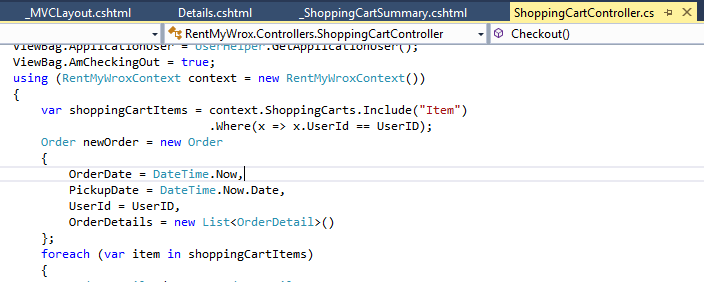 _MVCLayout.cshtml Details.cshtml _ShoppingCartSummary.cshtml ShoppingCartController.cs
RentMyWrox.Controllers.ShoppingCartController Checkout()
ViewBag.ApplicationUser = UserHelper.GetApplicationUser();
ViewBag.AmCheckingOut = true;
using (RentMyWroxContext context = new RentMyWroxContext())
{
var shoppingCartItems = context.ShoppingCarts.Include("Item")
.Where(x => x.UserId == UserID);
Order newOrder = new Order
{
OrderDate = DateTime.Now,
PickupDate = DateTime.Now.Date,
UserId = UserID,
OrderDetails = new List<OrderDetail>()
};
foreach (var item in shoppingCartItems)
{